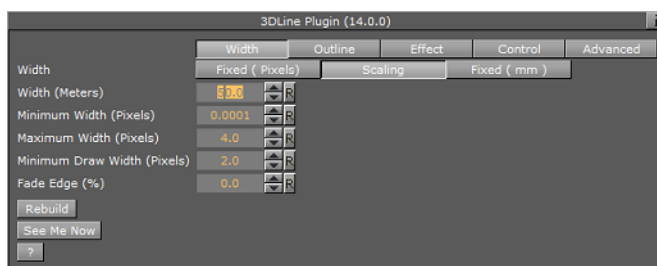 3DLine Plugin (14.0.0)
Width Outline Effect Control Advanced
Width Fixed ( Pixels) Scaling Fixed ( mm )
Width (Meters) 50.0 R
Minimum Width (Pixels) 0.0001 R
Maximum Width (Pixels) 4.0 R
Minimum Draw Width (Pixels) 2.0 R
Fade Edge (%) 0.0 R
Rebuild
See Me Now
?